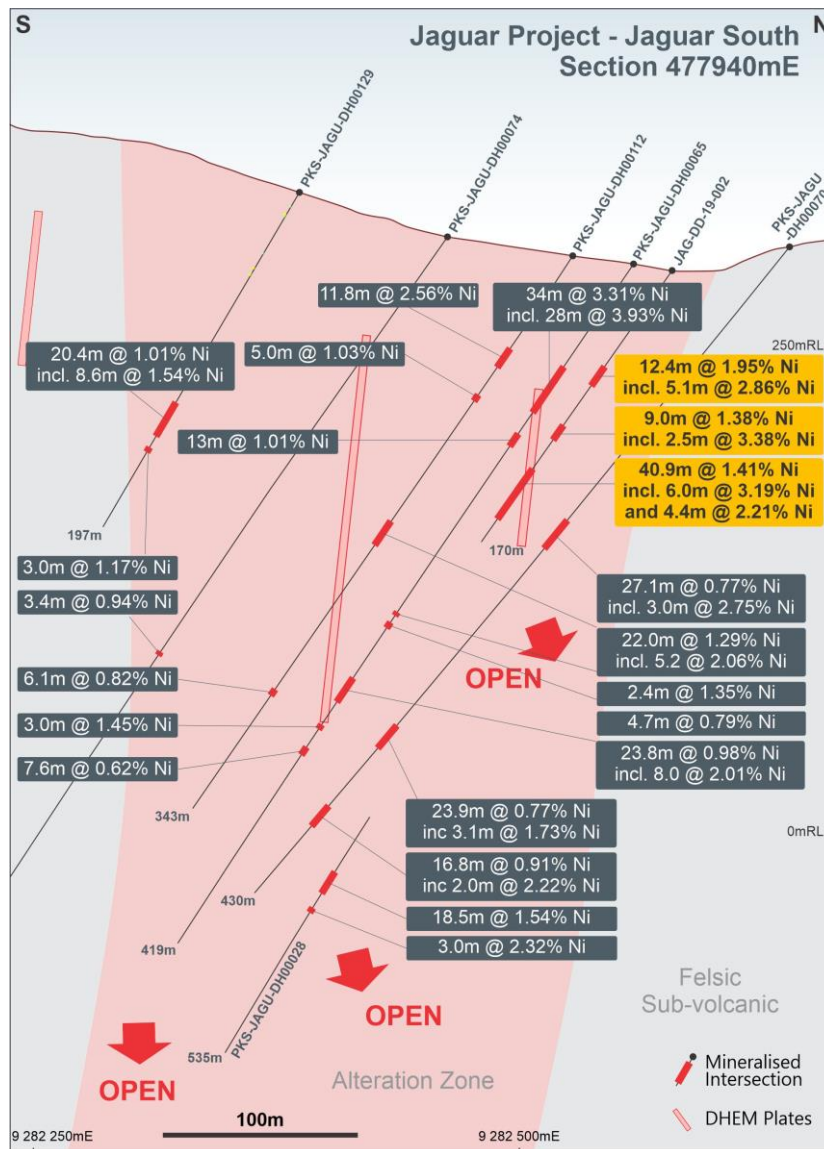 S
N
Jaguar Project - Jaguar South
Section 477940mE
PKS-JAGU-DH00129
PKS-JAGU-DH00074
PKS-JAGU-DH00112
PKS-JAGU-DH00065
JAG-DD-19-002
PKS-JAGU
-DH00070
11.8m @ 2.56% Ni
34m @ 3.31% Ni
incl. 28m @ 3.93% Ni
250mRL
20.4m @ 1.01% Ni
incl. 8.6m @ 1.54% Ni
5.0m @ 1.03% Ni
12.4m @ 1.95% Ni
incl. 5.1m @ 2.86% Ni
13m @ 1.01% Ni
9.0m @ 1.38% Ni
incl. 2.5m @ 3.38% Ni
40.9m @ 1.41% Ni
incl. 6.0m @ 3.19% Ni
and 4.4m @ 2.21% Ni
197m
170m
3.0m @ 1.17% Ni
3.4m @ 0.94% Ni
27.1m @ 0.77% Ni
incl. 3.0m @ 2.75% Ni
22.0m @ 1.29% Ni
incl. 5.2 @ 2.06% Ni
OPEN
6.1m @ 0.82% Ni
2.4m @ 1.35% Ni
3.0m @ 1.45% Ni
4.7m @ 0.79% Ni
7.6m @ 0.62% Ni
23.8m @ 0.98% Ni
incl. 8.0 @ 2.01% Ni
343m
23.9m @ 0.77% Ni
inc 3.1m @ 1.73% Ni
0mRL
16.8m @ 0.91% Ni
inc 2.0m @ 2.22% Ni
430m
18.5m @ 1.54% Ni
419m
3.0m @ 2.32% Ni
PKS-JAGU-DH00028
Felsic
Sub-volcanic
OPEN
535m
OPEN
Alteration Zone
Mineralised
Intersection
DHEM Plates
100m
9 282 250mE
9 282 500mE